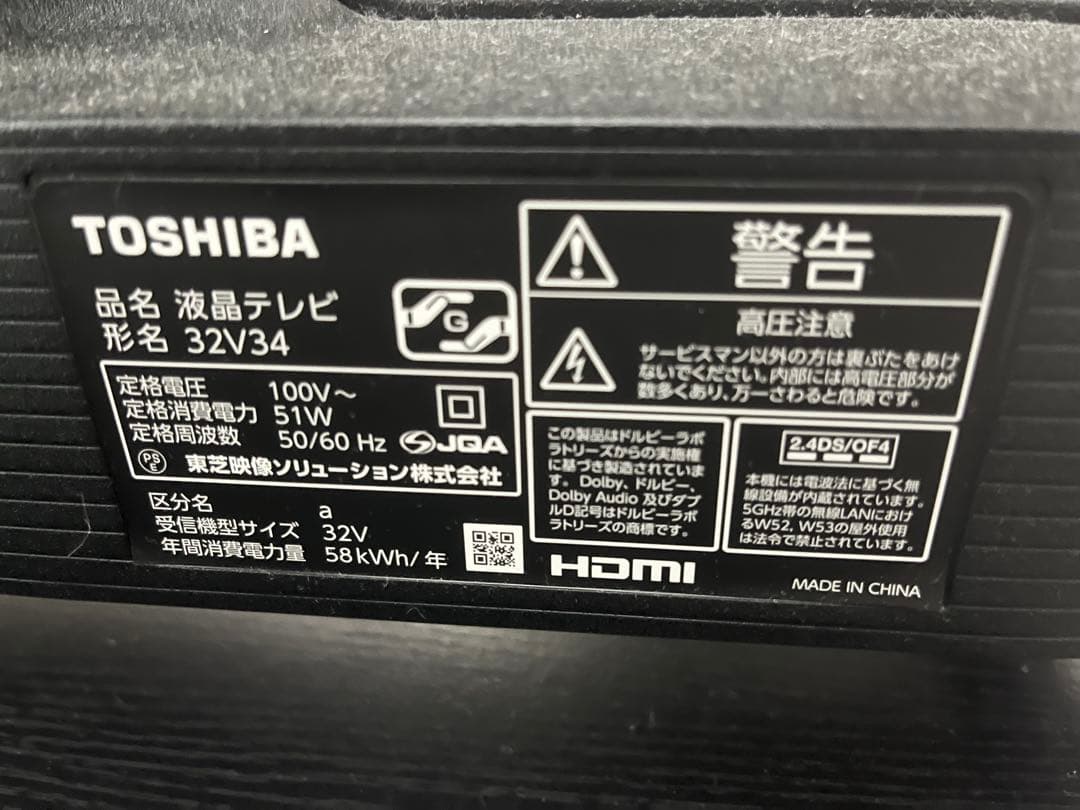 TOSHIBA
品名 液晶テレビ
形名 32V34
G
定格電圧 100V～
定格消費電力 51W
定格周波数 50/60 Hz
JQA
PS
E
東芝映像ソリューション株式会社
区分名 a
受信機型サイズ 32V
年間消費電力量 58kWh/年
警告
高圧注意
サービスマン以外の方は裏ぶたをあけ
ないでください。内部には高電圧部分が
数多くあり、万一さわると危険です。
この製品はドルビーラボ
ラトリーズからの実施権
に基づき製造されていま
す。Dolby、ドルビー、
Dolby Audio 及びダブ
ルD記号はドルビーラボ
ラトリーズの商標です。
2.4DS/OF4
本機には電波法に基づく無
線設備が内蔵されています。
5GHz帯の無線LANにおけ
るW52, W53の屋外使用
は法令で禁止されています。
HDMI
MADE IN CHINA